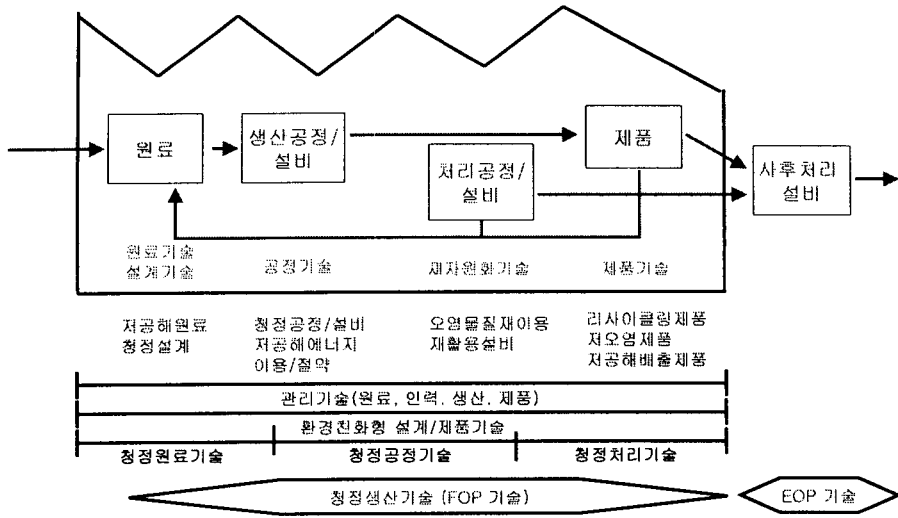 원료
생산공정/
설비
제품
처리공정/
설비
사후처리
설비
원료기술
설계기술
공정기술
재자원화기술
제품기술
저공해원료
청정설계
청정공정/설비
저공해에너지
이용/절약
오염물질재이용
재활용설비
리사이클링제품
저오염제품
저공해배출제품
관리기술(원료, 인력, 생산, 제품)
환경친화형 설계/제품기술
청정원료기술
청정공정기술
청정처리기술
청정생산기술 (FOP 기술)
EOP 기술